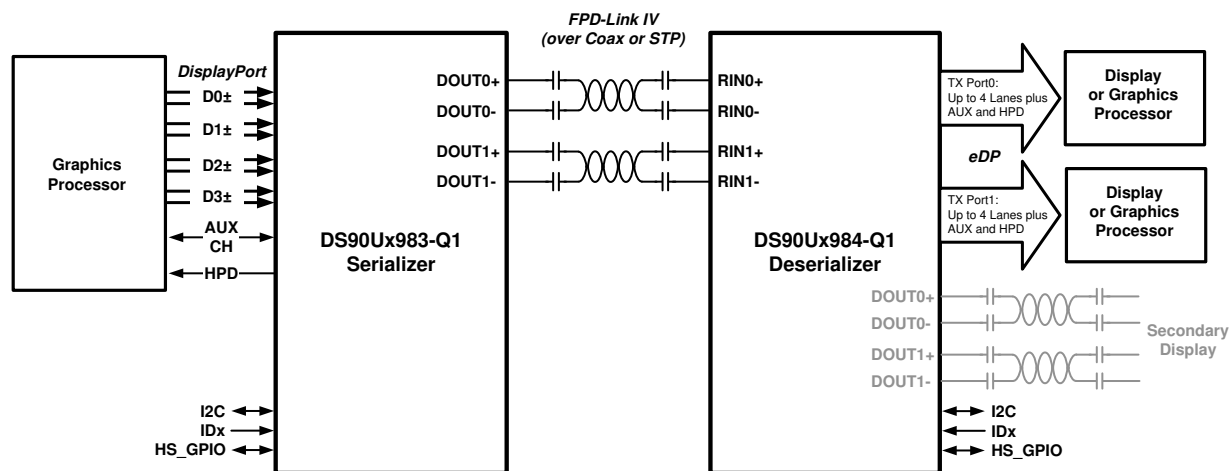 FPD-Link IV
(over Coax or STP)
DisplayPort
D0±
D1±
D2±
D3±
AUX
CH
HPD
Graphics
Processor
DOUT0+
DOUT0-
DOUT1+
DOUT1-
DS90Ux983-Q1
Serializer
I2C
IDx
HS_GPIO
RIN0+
RIN0-
RIN1+
RIN1-
DS90Ux984-Q1
Deserializer
TX Port0:
Up to 4 Lanes plus
AUX and HPD
eDP
TX Port1:
Up to 4 Lanes plus
AUX and HPD
Display
or Graphics
Processor
Display
or Graphics
Processor
DOUT0+
DOUT0-
DOUT1+
DOUT1-
Secondary
Display
I2C
IDx
HS_GPIO